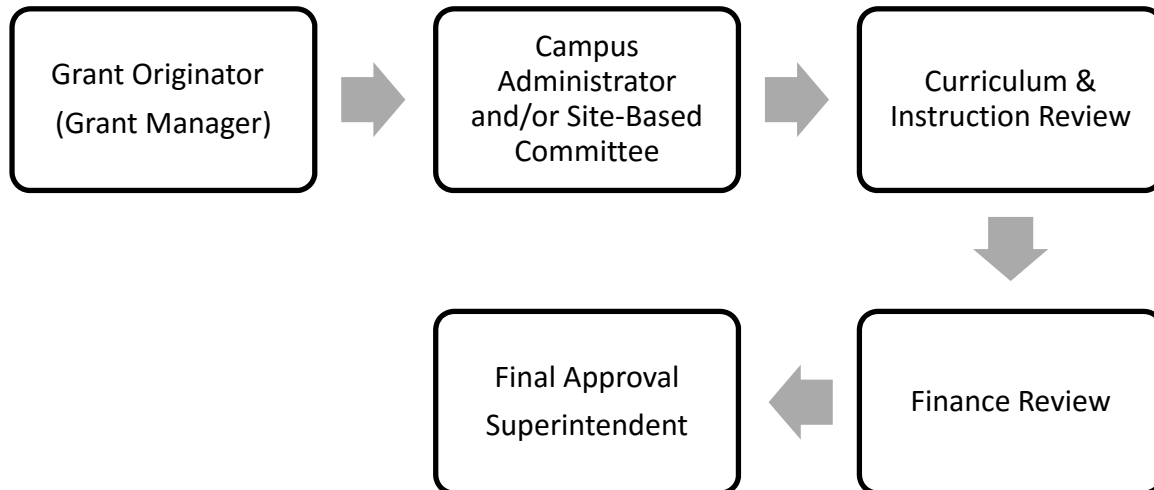 Grant Originator
(Grant Manager)
Campus
Administrator
and/or Site-Based
Committee
Curriculum &
Instruction Review
Finance Review
Final Approval
Superintendent